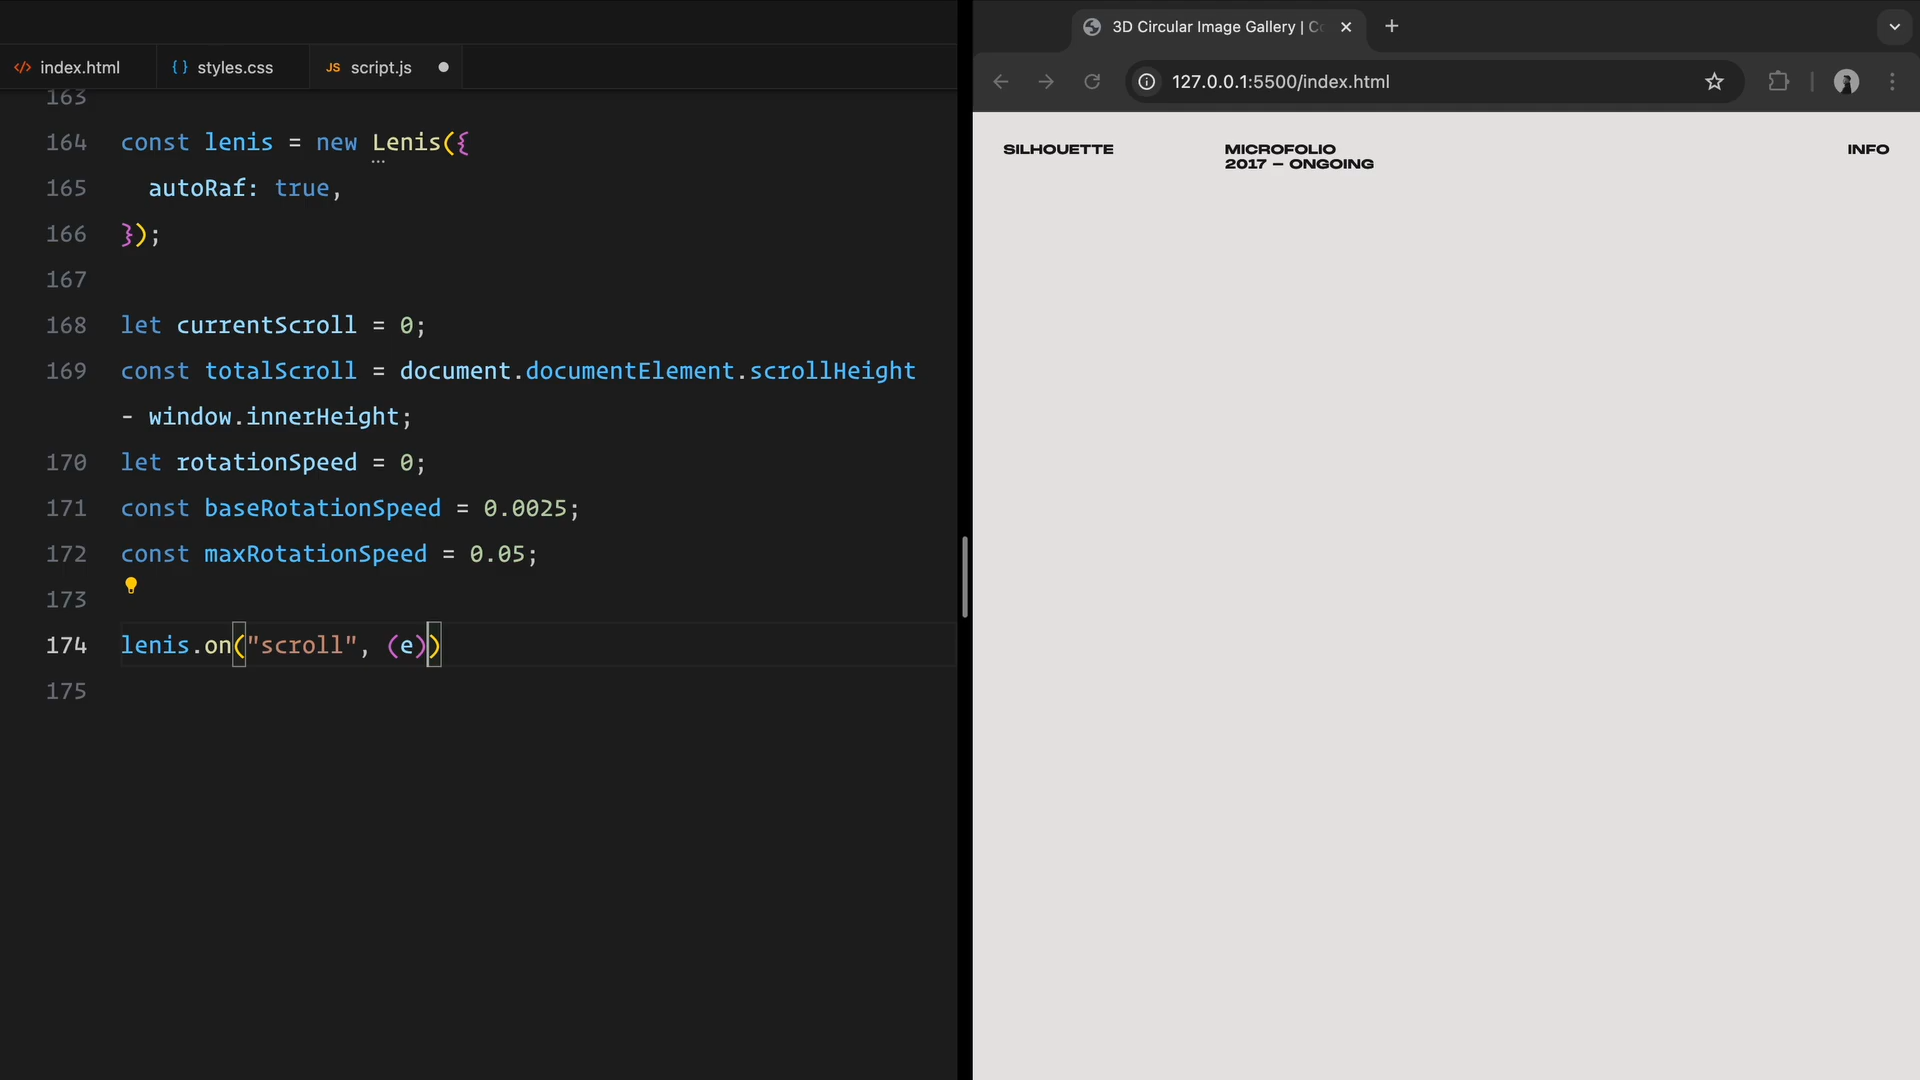 index.html
styles.css
JS script.js
163
164 const lenis = new Lenis({
165 autoRaf: true,
166 });
167
168 let currentScroll = 0;
169 const totalScroll = document.documentElement.scrollHeight
- window.innerHeight;
170 let rotationSpeed = 0;
171 const baseRotationSpeed = 0.0025;
172 const maxRotationSpeed = 0.05;
173
174 lenis.on("scroll", (e))
175
3D Circular Image Gallery |
127.0.0.1:5500/index.html
SILHOUETTE
MICROFOLIO
2017 – ONGOING
INFO